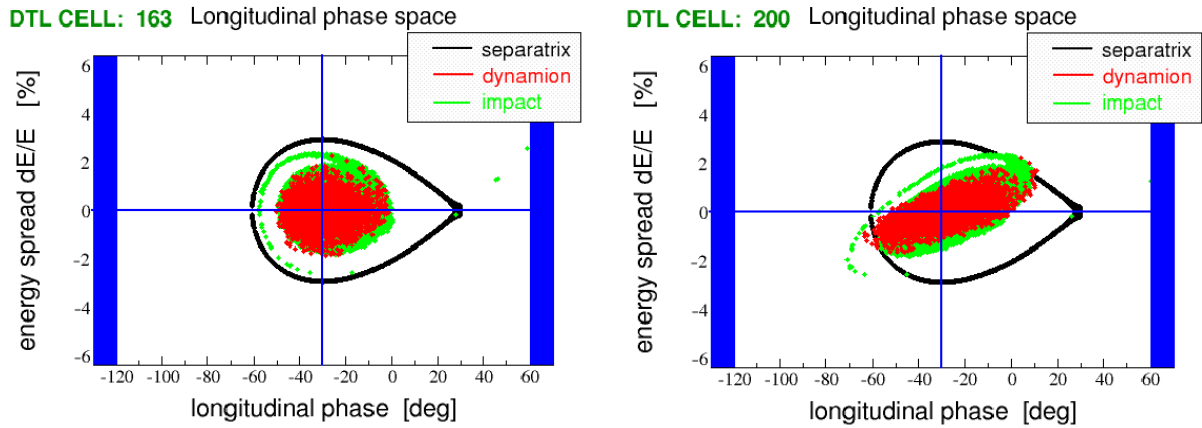 DTL CELL: 163 Longitudinal phase space
separatrix
dynamion
impact
energy spread dE/E [%]
6
4
2
0
-2
-4
-6
-120 -100 -80 -60 -40 -20 0 20 40 60
longitudinal phase [deg]
DTL CELL: 200 Longitudinal phase space
separatrix
dynamion
impact
energy spread dE/E [%]
6
4
2
0
-2
-4
-6
-120 -100 -80 -60 -40 -20 0 20 40 60
longitudinal phase [deg]